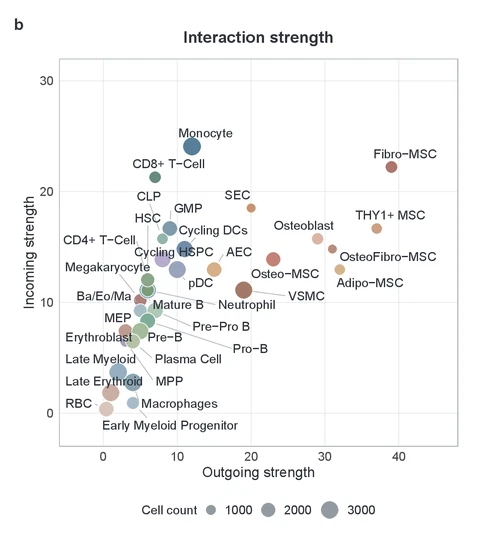 b
Interaction strength
30
20
10
0
Incoming strength
Monocyte
CD8+ T−Cell
Fibro−MSC
CLP
SEC
GMP
THY1+ MSC
HSC
Cycling DCs
Osteoblast
CD4+ T−Cell
Cycling HSPC
AEC
OsteoFibro−MSC
Megakaryocyte
pDC
Osteo−MSC
Adipo−MSC
Ba/Eo/Ma
Mature B
Neutrophil
VSMC
MEP
Pre−Pro B
Erythroblast
Pre−B
Pro−B
Late Myeloid
Plasma Cell
Late Erythroid
MPP
RBC
Macrophages
Early Myeloid Progenitor
0 10 20 30 40
Outgoing strength
Cell count 1000 2000 3000